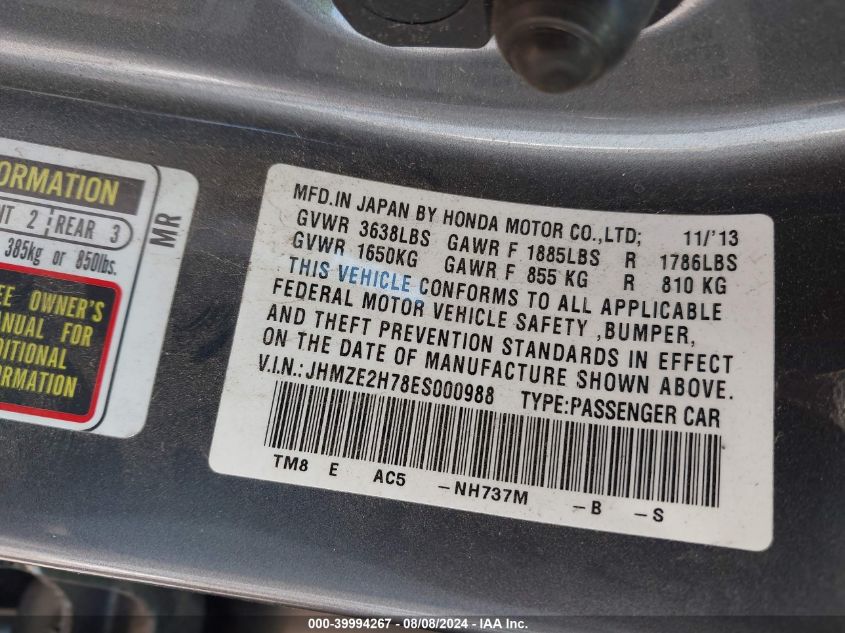 ORMATION
NT 2 REAR 3
385kg or 850lbs.
MR
EE OWNER'S
ANUAL FOR
DITIONAL
ORMATION
MFD.IN JAPAN BY HONDA MOTOR CO.,LTD; 11/'13
GVWR 3638LBS GAWR F 1885LBS R 1786LBS
GVWR 1650KG GAWR F 855 KG R 810 KG
THIS VEHICLE CONFORMS TO ALL APPLICABLE
FEDERAL MOTOR VEHICLE SAFETY ,BUMPER,
AND THEFT PREVENTION STANDARDS IN EFFECT
ON THE DATE OF MANUFACTURE SHOWN ABOVE.
V.I.N.:JHMZE2H78ES000988 TYPE:PASSENGER CAR
TM8 E AC5 -NH737M -B -S
000-39994267 - 08/08/2024 - IAA Inc.